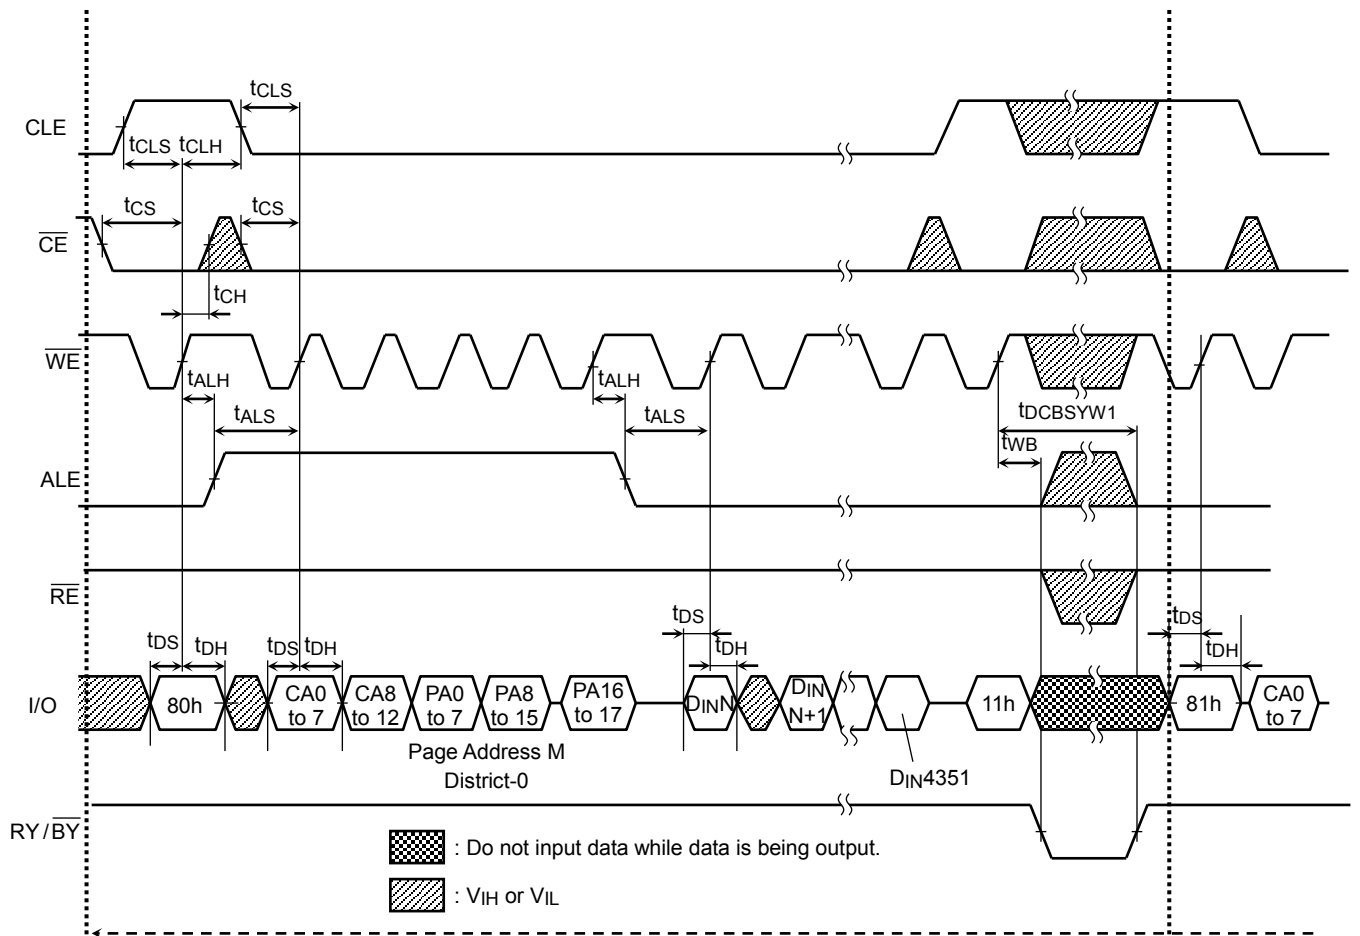 tCLS
CLE
tCLS tCLH
tCS tCS
CE
tCH
WE
tALH tALH
tALS tALS tDCBSYW1
tWB
ALE
RE
tDS tDS
tDS tDH tDS tDH tDH tDH
I/O
80h
CA0 to 7
CA8 to 12
PA0 to 7
PA8 to 15
PA16 to 17
DINN
DIN N+1
11h
81h
CA0 to 7
Page Address M
District-0
DIN4351
RY/BY
: Do not input data while data is being output.
: VIH or VIL